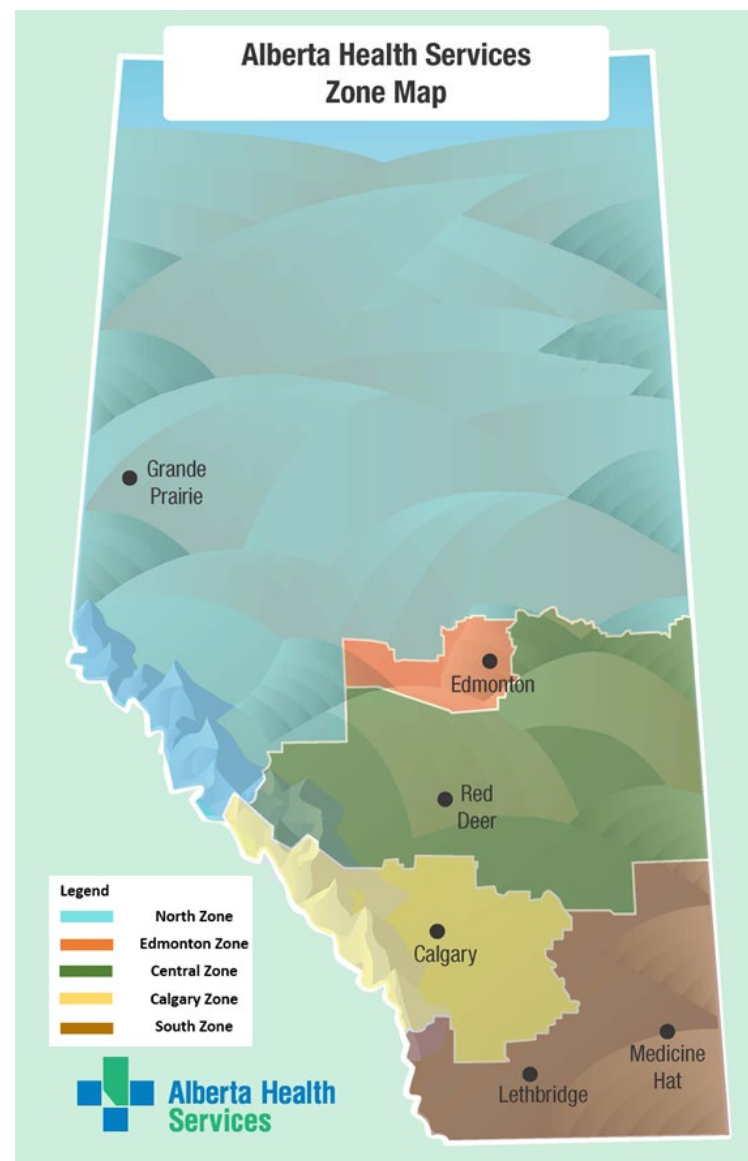 Alberta Health Services
Zone Map
Grande
Prairie
Edmonton
Red
Deer
Calgary
Medicine
Hat
Lethbridge
Legend
North Zone
Edmonton Zone
Central Zone
Calgary Zone
South Zone
Alberta Health
Services